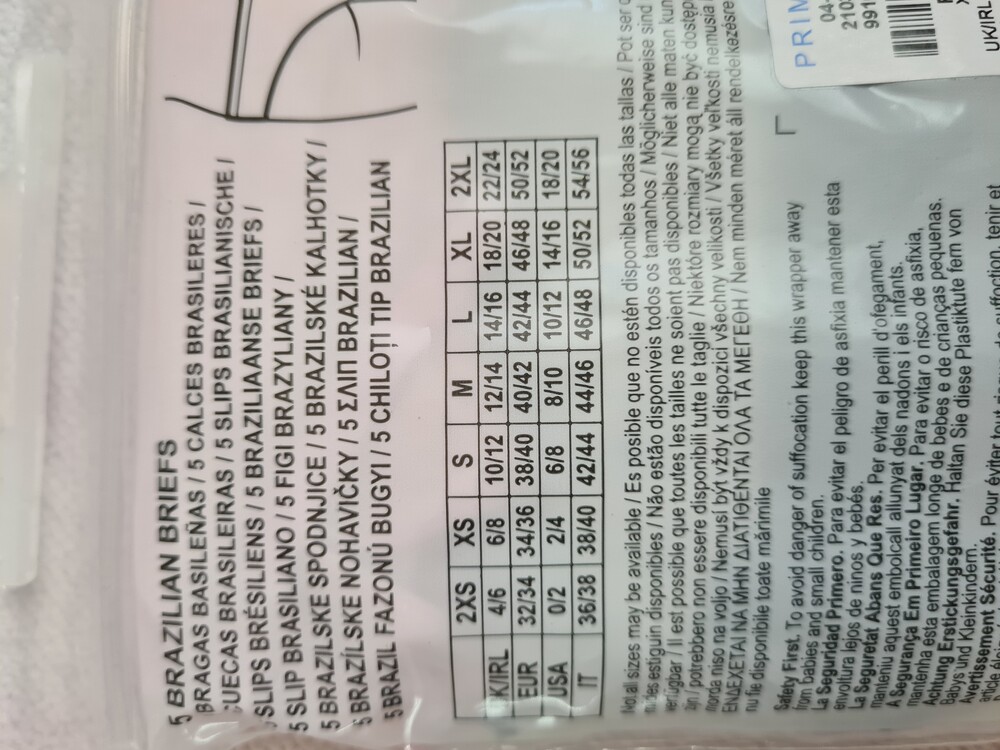 5 BRAZILIAN BRIEFS
BRAGAS BASILEÑAS / 5 CALCES BRASILERES /
CUECAS BRASILEIRAS / 5 SLIPS BRASILIANISCHE /
5 SLIPS BRÉSILIENS / 5 BRAZILIAANSE BRIEFS /
5 SLIP BRASILIANO / 5 FIGI BRAZYLIANY /
5 BRAZILSKE SPODNJICE / 5 BRAZILSKÉ KALHOTKY /
5 BRAZÍLSKE NOHAVIČKY / 5 ΣΛΙΠ BRAZILIAN /
5 BRAZIL FAZONÚ BUGYI / 5 CHILOȚI TIP BRAZILIAN
2XS XS S M L XL 2XL
UK/IRL 4/6 6/8 10/12 12/14 14/16 18/20 22/24
EUR 32/34 34/36 38/40 40/42 42/44 46/48 50/52
USA 0/2 2/4 6/8 8/10 10/12 14/16 18/20
IT 36/38 38/40 42/44 44/46 46/48 50/52 54/56
all sizes may be available / Es posible que no estén disponibles todas las tallas / Pot ser
estiguin disponibles / Não estão disponíveis todos os tamanhos / Möglicherweise sind
verfügbar / Il est possible que toutes les tailles ne soient pas disponibles / Niet alle maten
potrebbero non essere disponibili tutte le taglie / Niektóre rozmiary mogą nie być
niso na voljo / Nemusí být vždy k dispozici všechny velikosti / Všetky veľkosti nemusia
ΕΝΔΕΧΕΤΑΙ ΝΑ ΜΗΝ ΔΙΑΤΙΘΕΝΤΑΙ ΟΛΑ ΤΑ ΜΕΓΕΘΗ / Nem minden méret áll rendelkezésre
nu fie disponibile toate mărimile
Safety First. To avoid danger of suffocation keep this wrapper away
from babies and small children.
La Seguridad Primero. Para evitar el peligro de asfixia mantener esta
envoltura lejos de ninos y bebés.
La Seguretat Abans Que Res. Per evitar el perill d'ofegament,
manteniu aquest embolcall allunyat dels nadons i els infants.
A Segurança Em Primeiro Lugar. Para evitar o risco de asfixia,
mantenha esta embalagem longe de bebes e de crianças pequenas.
Achtung Erstickungsgefahr. Haltan Sie diese Plastiktute fem von
Babys und Kleinkindern.
Avertissement Sécurité. Pour éviter tenir et
PRIM
04-
991
UK/IRL